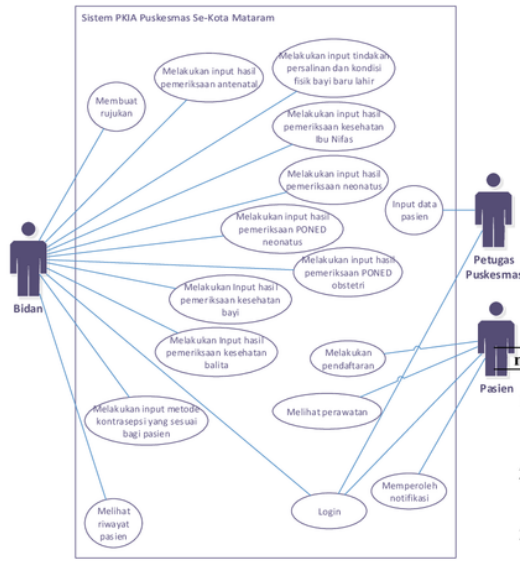 Sistem PKIA Puskesmas Se-Kota Mataram
Melakukan input hasil
pemeriksaan antenatal
Melakukan input tindakan
persalinan dan kondisi
fisik bayi baru lahir
Membuat
rujukan
Melakukan input hasil
pemeriksaan kesehatan
Ibu Nifas
Melakukan input hasil
pemeriksaan neonatus
Input data
pasien
Melakukan input hasil
pemeriksaan PONED
neonatus
Petugas
Puskesmas
Melakukan input hasil
pemeriksaan PONED
obstetri
Bidan
Melakukan Input hasil
pemeriksaan kesehatan
bayi
Melakukan Input hasil
pemeriksaan kesehatan
balita
Melakukan
pendaftaran
Pasien
Melakukan input metode
kontrasepsi yang sesuai
bagi pasien
Melihat perawatan
Memperoleh
notifikasi
Melihat
riwayat
pasien
Login